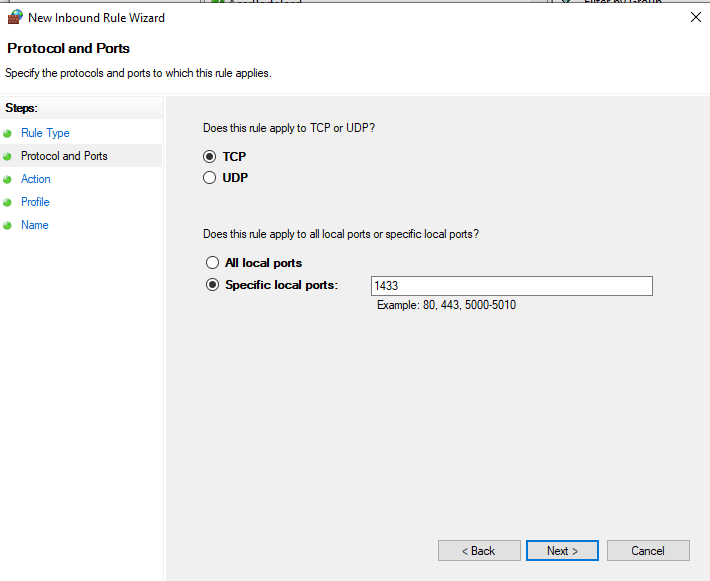 New Inbound Rule Wizard
Protocol and Ports
Specify the protocols and ports to which this rule applies.
Steps:
Rule Type
Protocol and Ports
Action
Profile
Name
Does this rule apply to TCP or UDP?
TCP
UDP
Does this rule apply to all local ports or specific local ports?
All local ports
Specific local ports:
1433
Example: 80, 443, 5000-5010
< Back
Next >
Cancel